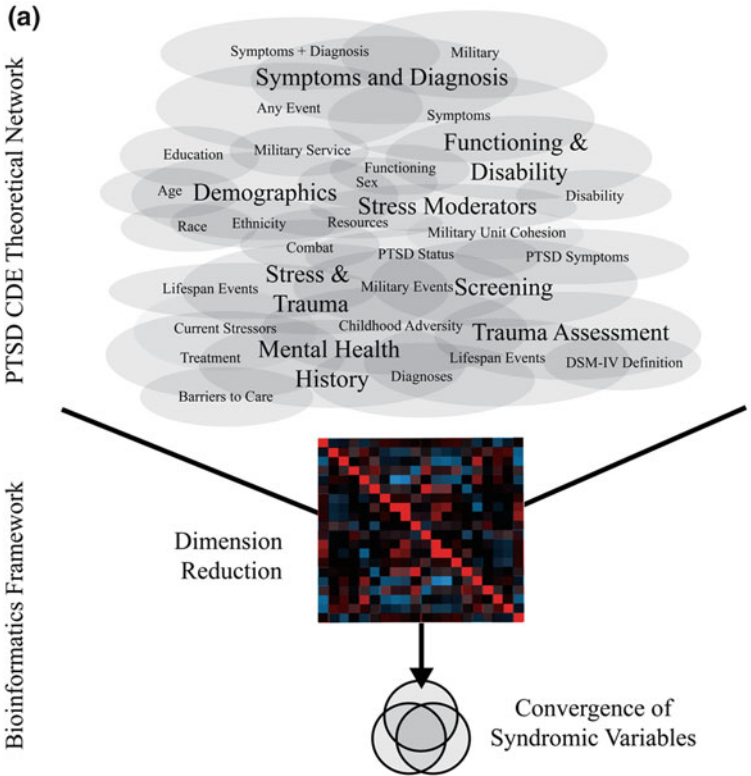 (a)
PTSD CDE Theoretical Network
Symptoms + Diagnosis
Military
Symptoms and Diagnosis
Any Event
Symptoms
Functioning &
Disability
Education
Military Service
Functioning
Sex
Age
Demographics
Disability
Stress Moderators
Race
Ethnicity
Resources
Military Unit Cohesion
Combat
PTSD Status
PTSD Symptoms
Stress &
Trauma
Lifespan Events
Military Events
Screening
Current Stressors
Childhood Adversity
Trauma Assessment
Mental Health
History
Treatment
Lifespan Events
DSM-IV Definition
Diagnoses
Barriers to Care
Bioinformatics Framework
Dimension
Reduction
Convergence of
Syndromic Variables